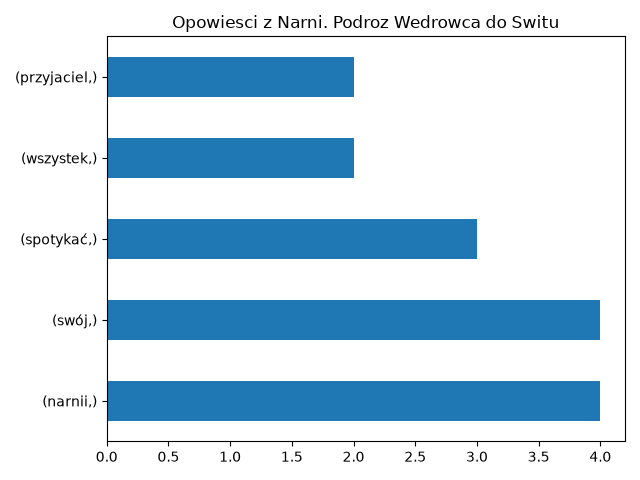 Opowiesci z Narni. Podroz Wedrowca do Switu
(przyjaciel,)
(wszystek,)
(spotykać,)
(swój,)
(narnii,)
0.0 0.5 1.0 1.5 2.0 2.5 3.0 3.5 4.0